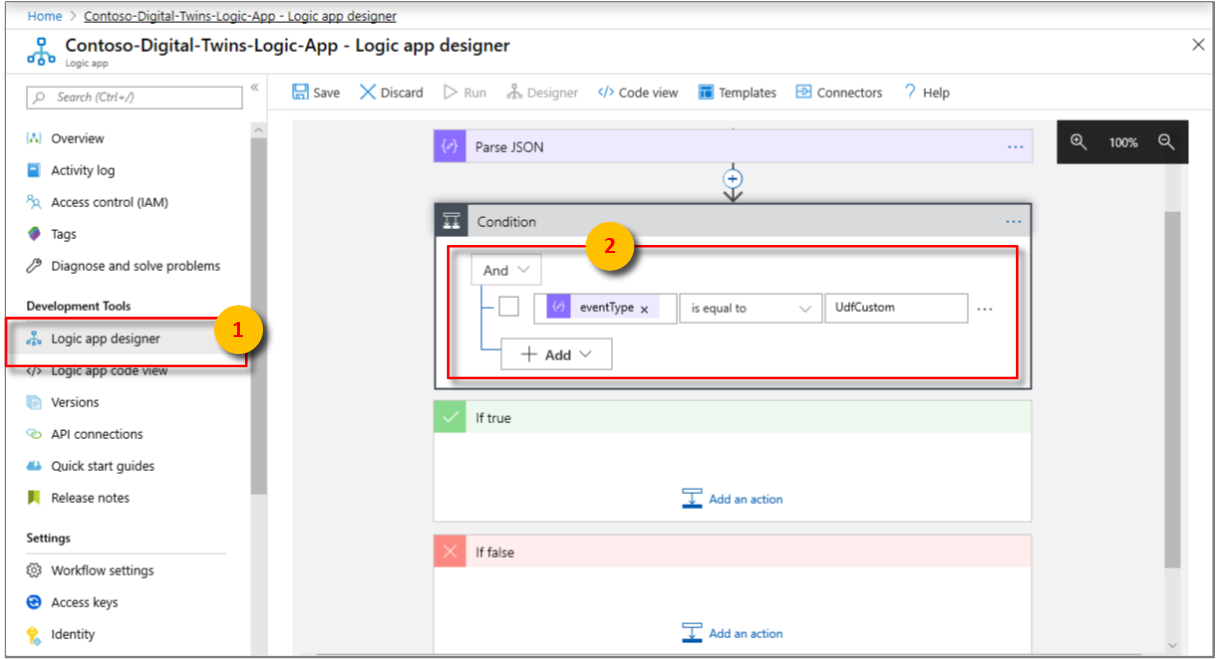 Home > Contoso-Digital-Twins-Logic-App - Logic app designer
Contoso-Digital-Twins-Logic-App - Logic app designer
Logic app
Search (Ctrl+/)
Overview
Activity log
Access control (IAM)
Tags
Diagnose and solve problems
Development Tools
Logic app designer
1
Logic app code view
Versions
API connections
Quick start guides
Release notes
Settings
Workflow settings
Access keys
Identity
Save Discard Run Designer </> Code view Templates Connectors ? Help
Parse JSON ...
100%
Condition ...
2
And
eventType x is equal to UdfCustom ...
+ Add
If true
Add an action
If false
Add an action